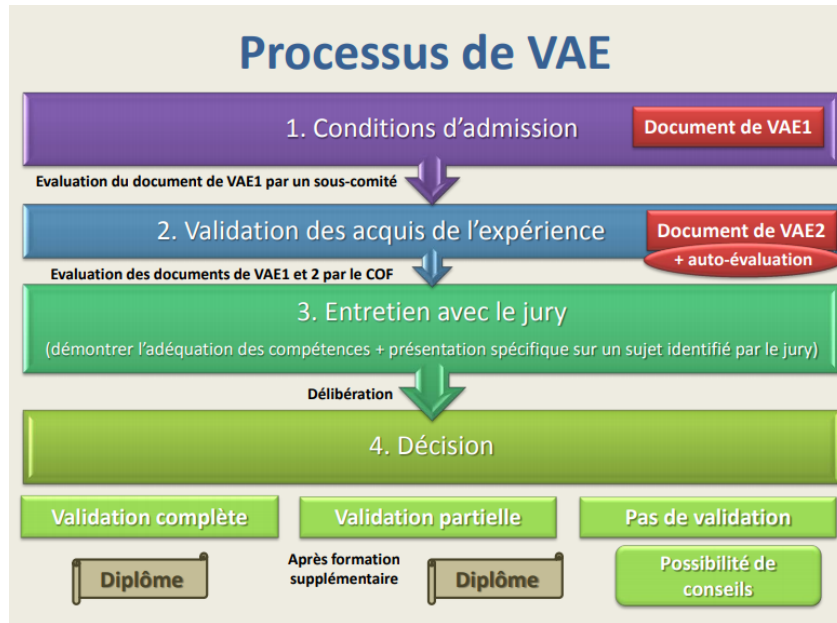 Processus de VAE
1. Conditions d'admission
Document de VAE1
Evaluation du document de VAE1 par un sous-comité
2. Validation des acquis de l'expérience
Document de VAE2
+ auto-évaluation
Evaluation des documents de VAE1 et 2 par le COF
3. Entretien avec le jury
(démontrer l'adéquation des compétences + présentation spécifique sur un sujet identifié par le jury)
Délibération
4. Décision
Validation complète
Validation partielle
Pas de validation
Diplôme
Après formation
supplémentaire
Diplôme
Possibilité de
conseils